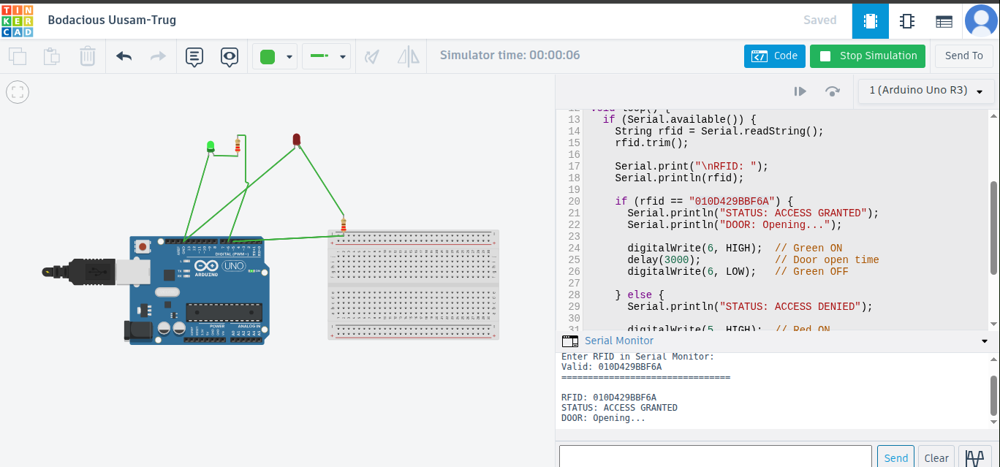 TIN
KER
CAD
Bodacious Uusam-Trug
Saved
Simulator time: 00:00:06
Code
Stop Simulation
Send To
1 (Arduino Uno R3)
12 void loop() {
13 if (Serial.available()) {
14 String rfid = Serial.readString();
15 rfid.trim();
16
17 Serial.print("\nRFID: ");
18 Serial.println(rfid);
19
20 if (rfid == "010D429BBF6A") {
21 Serial.println("STATUS: ACCESS GRANTED");
22 Serial.println("DOOR: Opening...");
23
24 digitalWrite(6, HIGH); // Green ON
25 delay(3000); // Door open time
26 digitalWrite(6, LOW); // Green OFF
27
28 } else {
29 Serial.println("STATUS: ACCESS DENIED");
30
31 digitalWrite(5, HIGH); // Red ON
DIGITAL (PWM~)
UNO
ARDUINO
TX
RX
L
ON
POWER
ANALOG IN
Serial Monitor
Enter RFID in Serial Monitor:
Valid: 010D429BBF6A
================================
RFID: 010D429BBF6A
STATUS: ACCESS GRANTED
DOOR: Opening...
Send
Clear